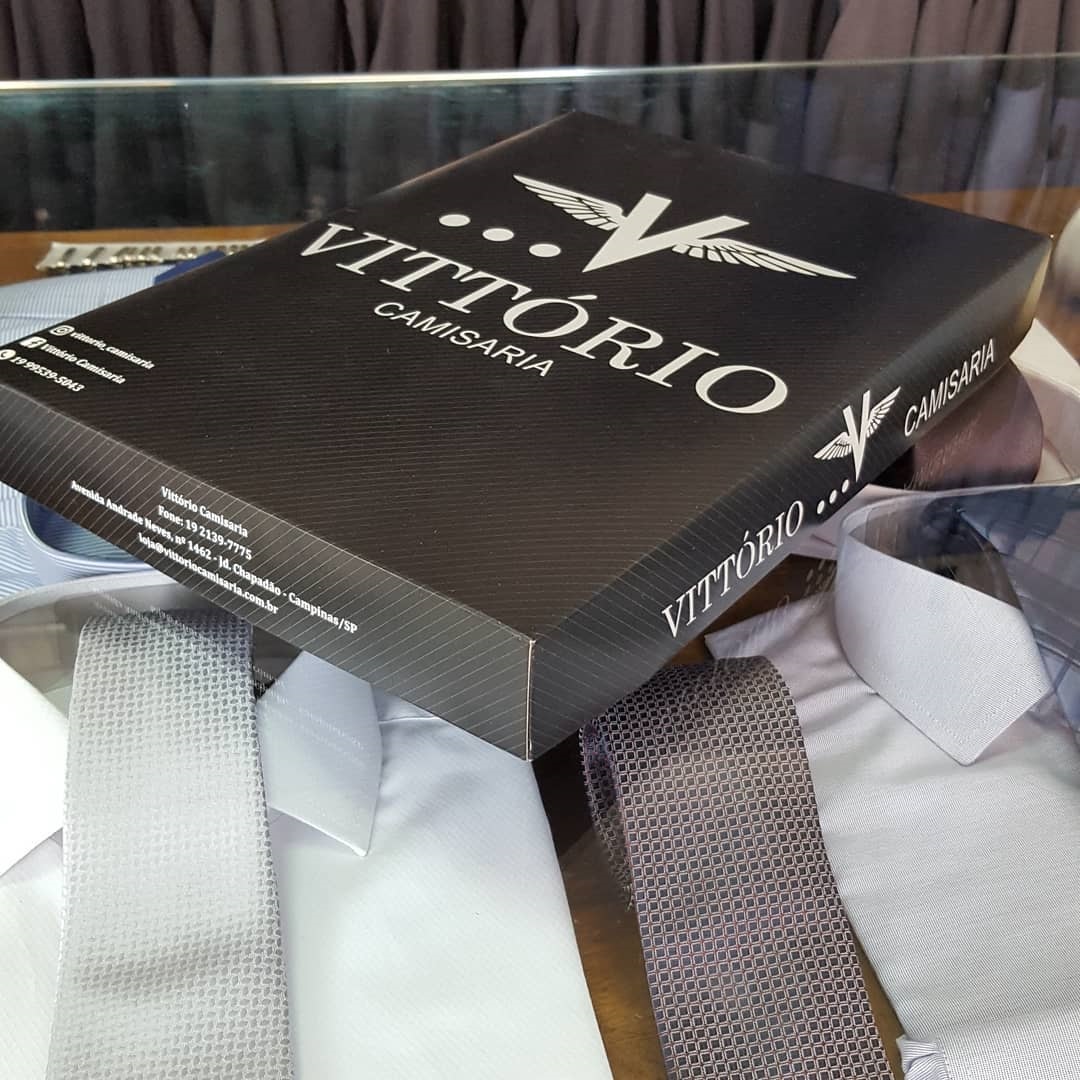 V
VITTÓRIO
CAMISARIA
vittorio_camisaria
Vittório Camisaria
19 99539-5043
Vittório Camisaria
Fone: 19 2139-7775
Avenida Andrade Neves, nº 1462 - Jd. Chapadão - Campinas/SP
loja@vittoriocamisaria.com.br
VITTÓRIO
V
CAMISARIA